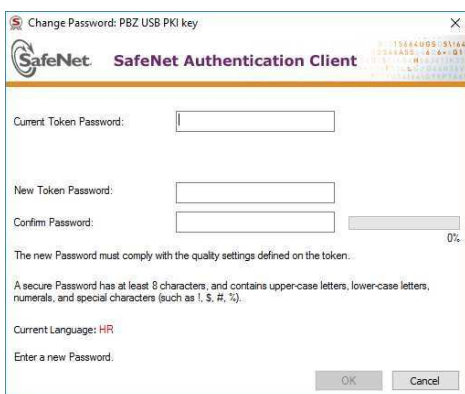 Change Password: PBZ USB PKI key
SafeNet. SafeNet Authentication Client
Current Token Password:
New Token Password:
Confirm Password:
0%
The new Password must comply with the quality settings defined on the token.
A secure Password has at least 8 characters, and contains upper-case letters, lower-case letters,
numerals, and special characters (such as !, $, #, %).
Current Language: HR
Enter a new Password.
OK Cancel